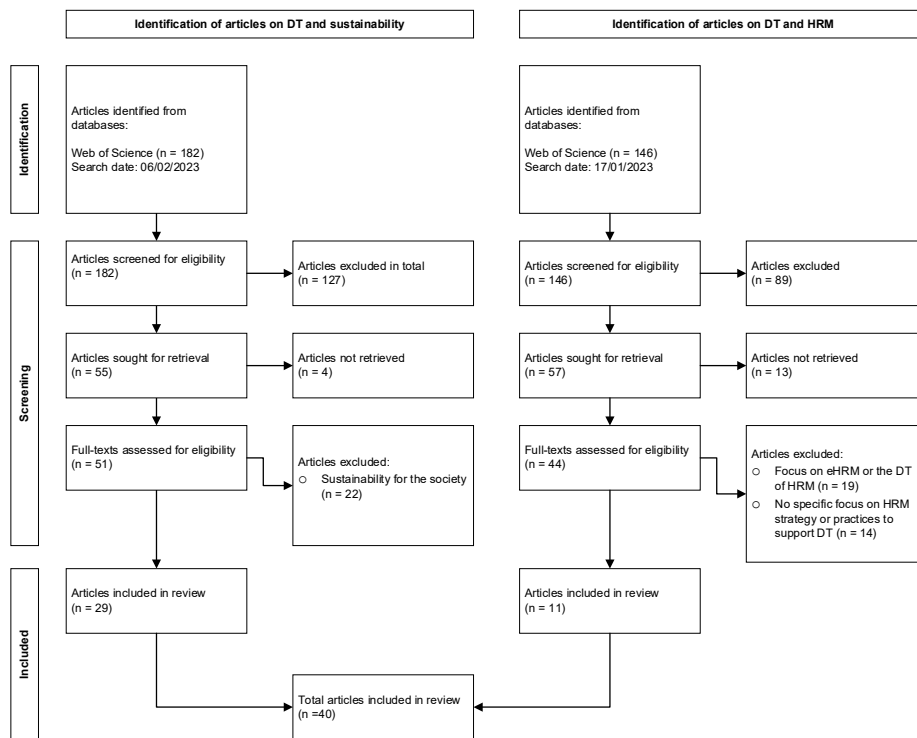 Identification of articles on DT and sustainability
Identification of articles on DT and HRM
Identification
Articles identified from
databases:
Web of Science (n = 182)
Search date: 06/02/2023
Articles identified from
databases:
Web of Science (n = 146)
Search date: 17/01/2023
Screening
Articles screened for eligibility
(n = 182)
Articles excluded in total
(n = 127)
Articles screened for eligibility
(n = 146)
Articles excluded
(n = 89)
Articles sought for retrieval
(n = 55)
Articles not retrieved
(n = 4)
Articles sought for retrieval
(n = 57)
Articles not retrieved
(n = 13)
Full-texts assessed for eligibility
(n = 51)
Articles excluded:
○ Sustainability for the society
(n = 22)
Full-texts assessed for eligibility
(n = 44)
Articles excluded:
○ Focus on eHRM or the DT
of HRM (n = 19)
○ No specific focus on HRM
strategy or practices to
support DT (n = 14)
Included
Articles included in review
(n = 29)
Articles included in review
(n = 11)
Total articles included in review
(n =40)